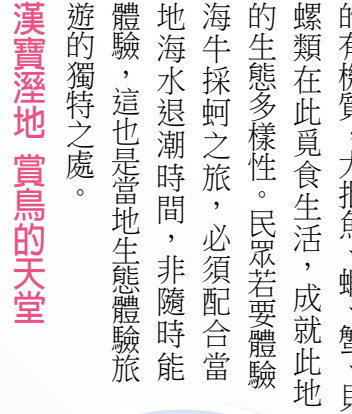 的有機質，大批魚、蝦、蟹、貝
螺類在此覓食生活，成就此地
的生態多樣性。民眾若要體驗
海牛採蚵之旅，必須配合當
地海水退潮時間，非隨時能
體驗，這也是當地生態體驗旅
遊的獨特之處。
漢寶溼地 賞鳥的天堂